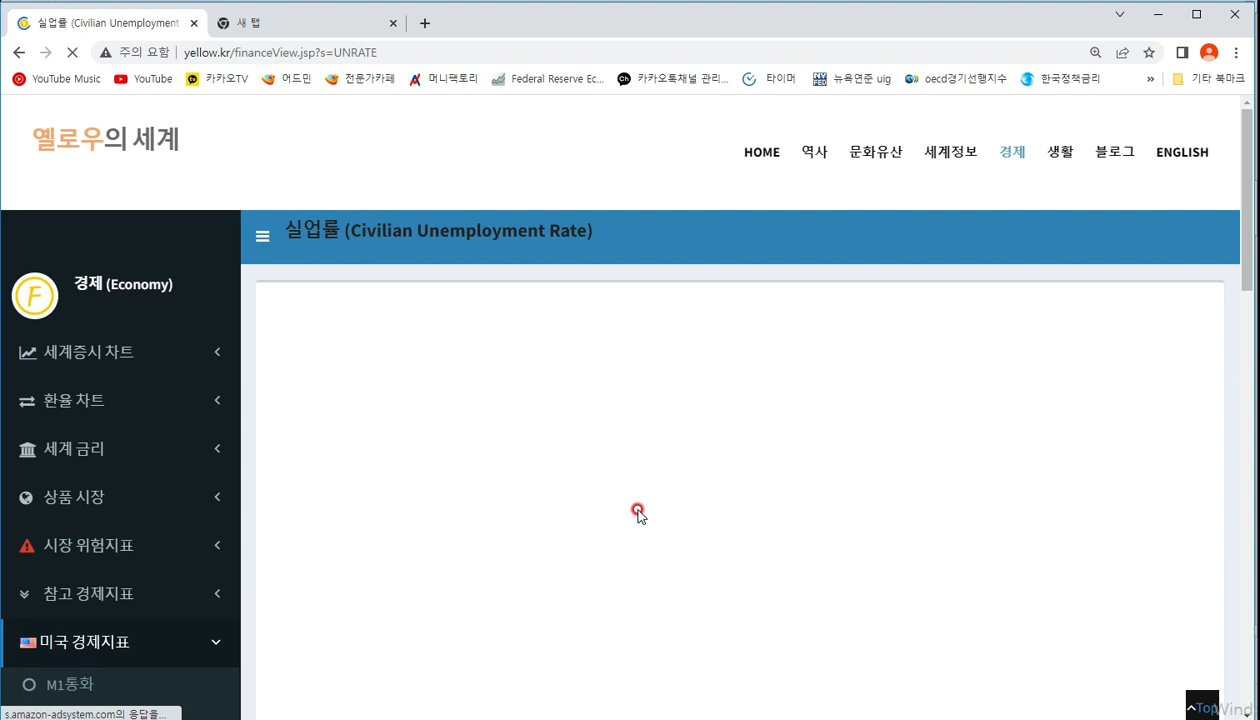 실업률 (Civilian Unemployment
새 탭
주의 요함
yellow.kr/financeView.jsp?s=UNRATE
YouTube Music
YouTube
카카오TV
어드민
전문가카페
머니팩토리
Federal Reserve Ec...
카카오톡채널 관리...
타이머
뉴욕연준 uig
oecd경기선행지수
한국정책금리
»
기타 북마크
옐로우의 세계
HOME
역사
문화유산
세계정보
경제
생활
블로그
ENGLISH
실업률 (Civilian Unemployment Rate)
F
경제 (Economy)
세계증시 차트
환율 차트
세계 금리
상품 시장
시장 위험지표
참고 경제지표
미국 경제지표
M1통화
s.amazon-adsystem.com의 응답을...
Top
Wind